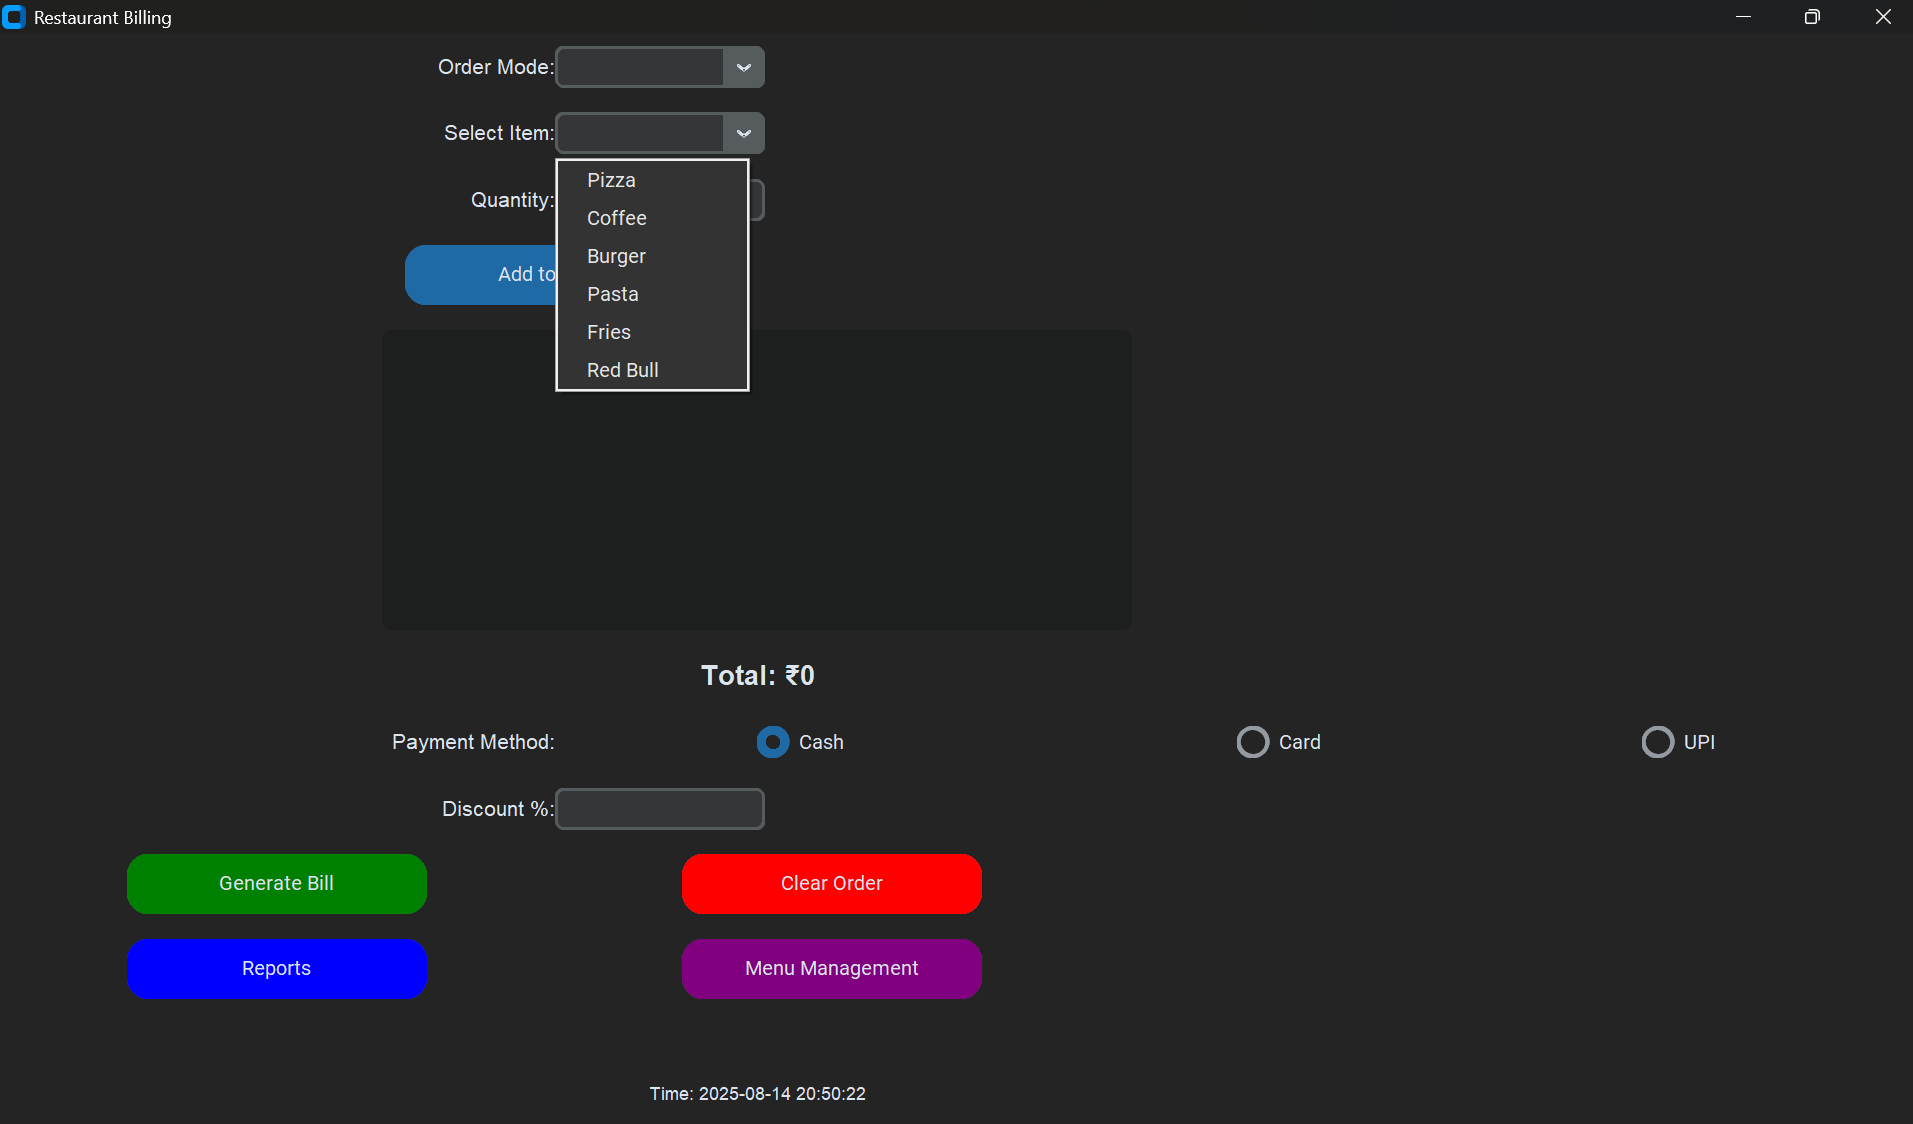 Restaurant Billing
Order Mode:
Select Item:
Pizza
Quantity:
Coffee
Burger
Add to
Pasta
Fries
Red Bull
Total: ₹0
Payment Method: Cash Card UPI
Discount %:
Generate Bill Clear Order
Reports Menu Management
Time: 2025-08-14 20:50:22